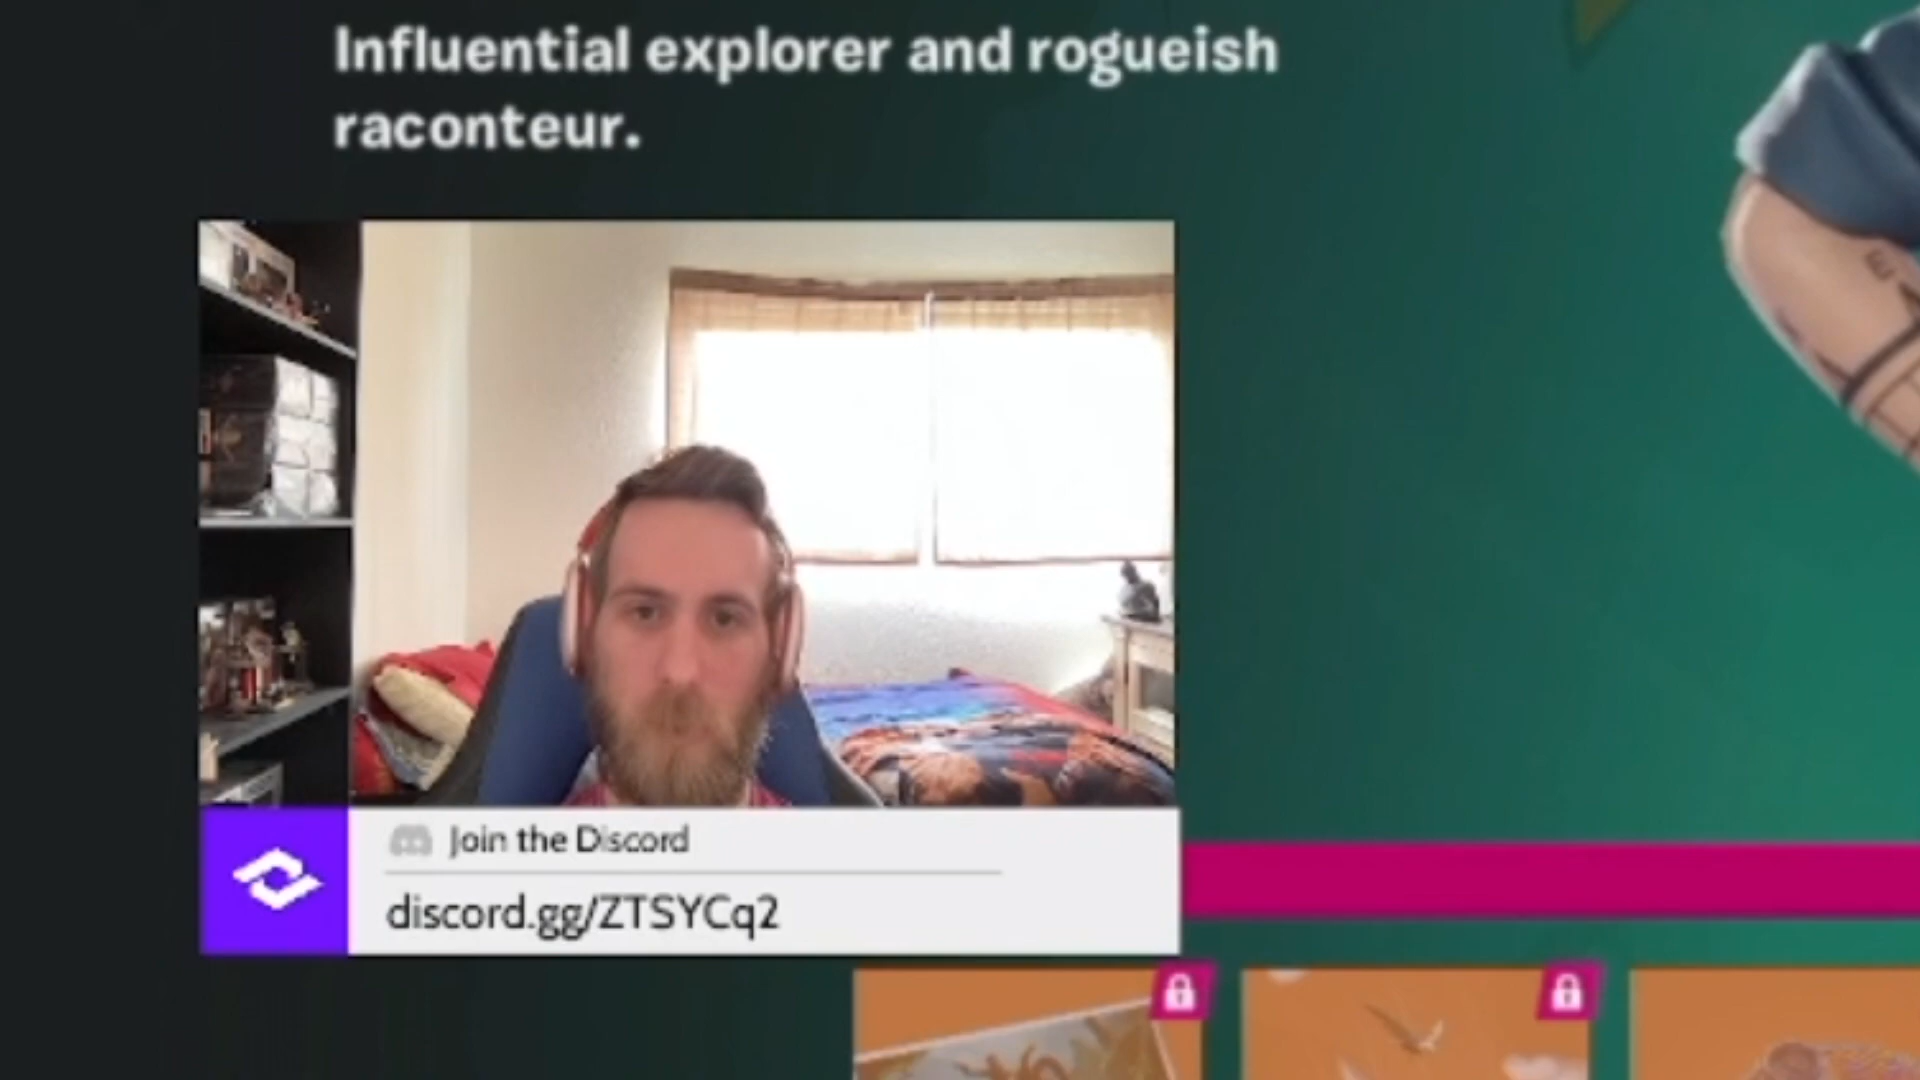 Influential explorer and rogueish
raconteur.
Join the Discord
discord.gg/ZTSYCq2